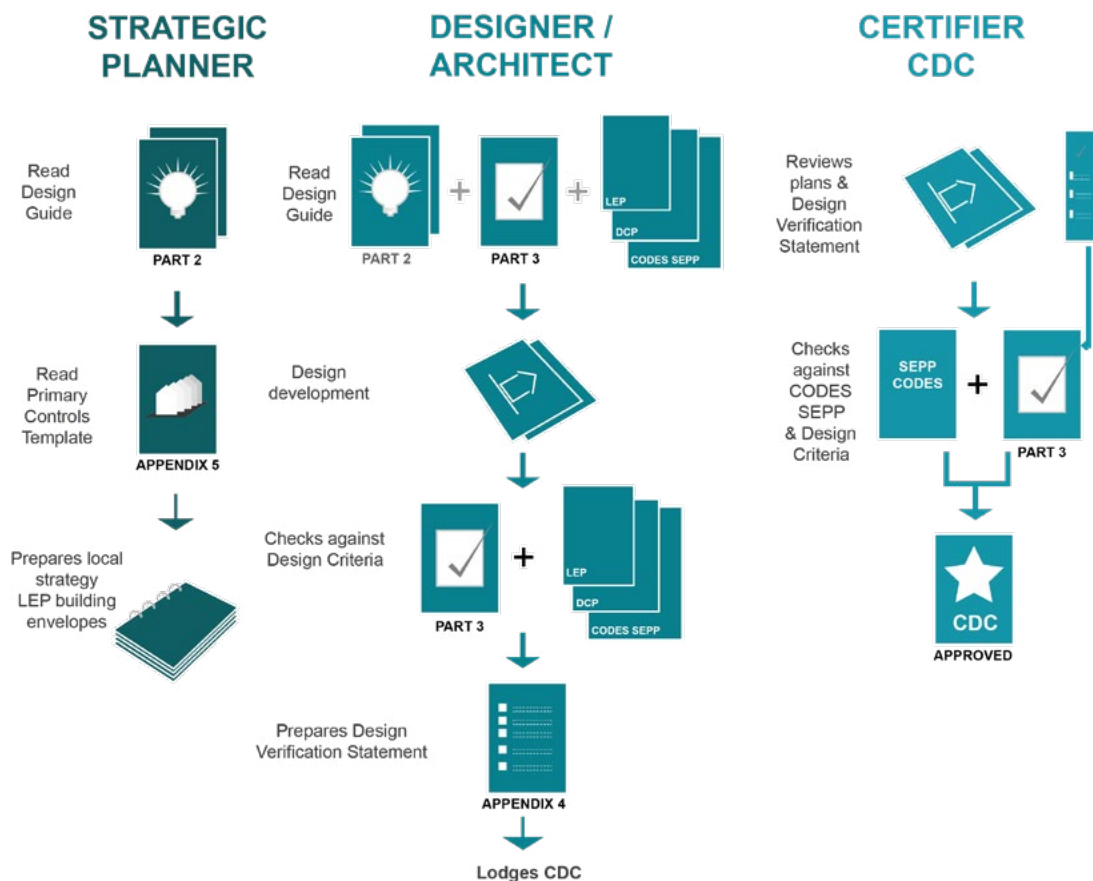 STRATEGIC
PLANNER
Read
Design
Guide
PART 2
Read
Primary
Controls
Template
APPENDIX 5
Prepares local
strategy
LEP building
envelopes
DESIGNER /
ARCHITECT
Read
Design
Guide
PART 2
PART 3
LEP
DCP
CODES SEPP
Design
development
Checks against
Design Criteria
PART 3
LEP
DCP
CODES SEPP
Prepares Design
Verification Statement
APPENDIX 4
Lodges CDC
CERTIFIER
CDC
Reviews
plans &
Design
Verification
Statement
Checks
against
CODES
SEPP
& Design
Criteria
SEPP
CODES
PART 3
CDC
APPROVED